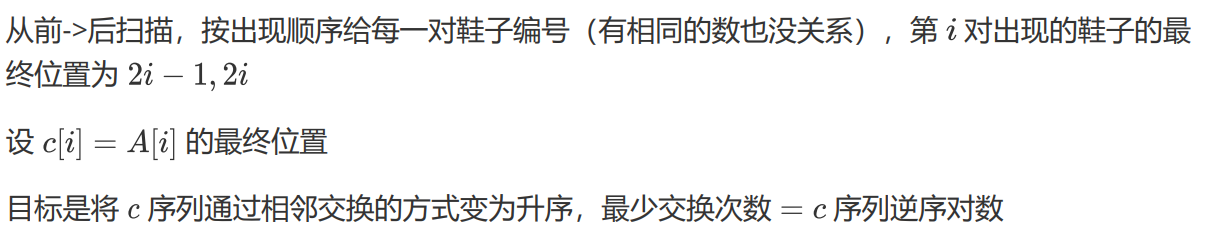 从前->后扫描，按出现顺序给每一对鞋子编号（有相同的数也没关系），第 i 对出现的鞋子的最
终位置为 2i − 1, 2i
设 c[i] = A[i] 的最终位置
目标是将 c 序列通过相邻交换的方式变为升序，最少交换次数 = c 序列逆序对数